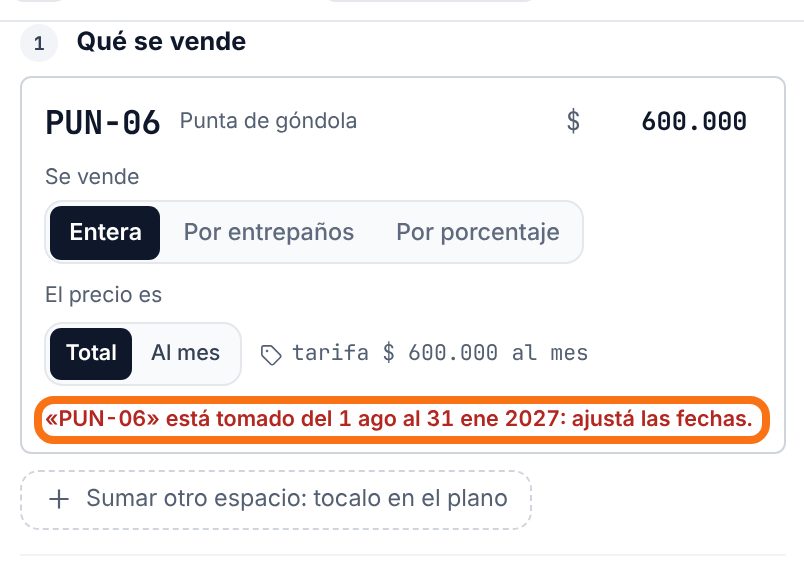 1 Qué se vende
PUN-06 Punta de góndola $ 600.000
Se vende
Entera Por entrepaños Por porcentaje
El precio es
Total Al mes tarifa $ 600.000 al mes
«PUN-06» está tomado del 1 ago al 31 ene 2027: ajustá las fechas.
+ Sumar otro espacio: tocalo en el plano